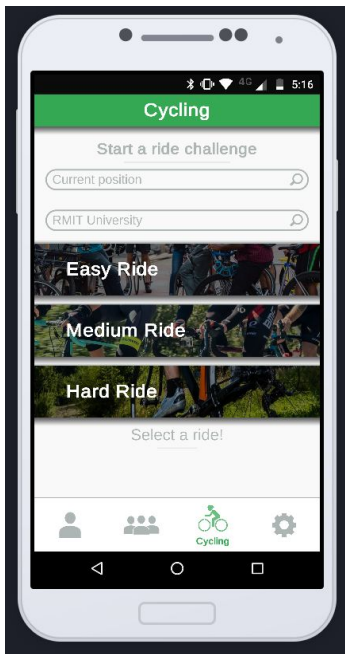 4G 5:16
Cycling
Start a ride challenge
Current position
RMIT University
Easy Ride
Medium Ride
Hard Ride
Select a ride!
Cycling